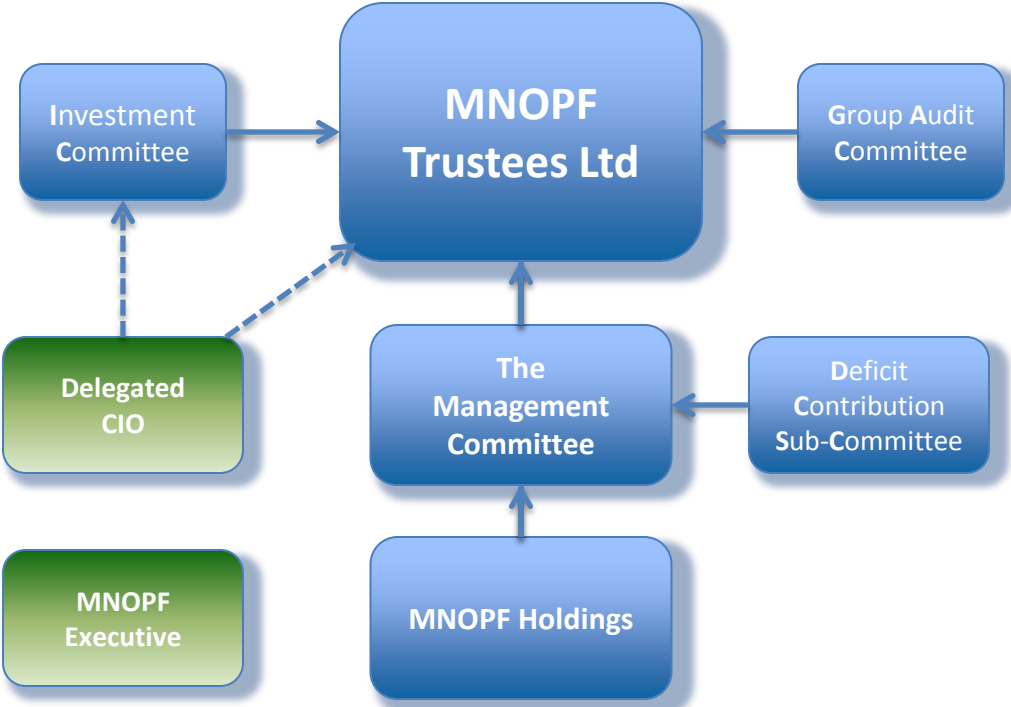 MNOPF
Trustees Ltd
Investment
Committee
Group Audit
Committee
Delegated
CIO
The
Management
Committee
Deficit
Contribution
Sub-Committee
MNOPF
Executive
MNOPF Holdings